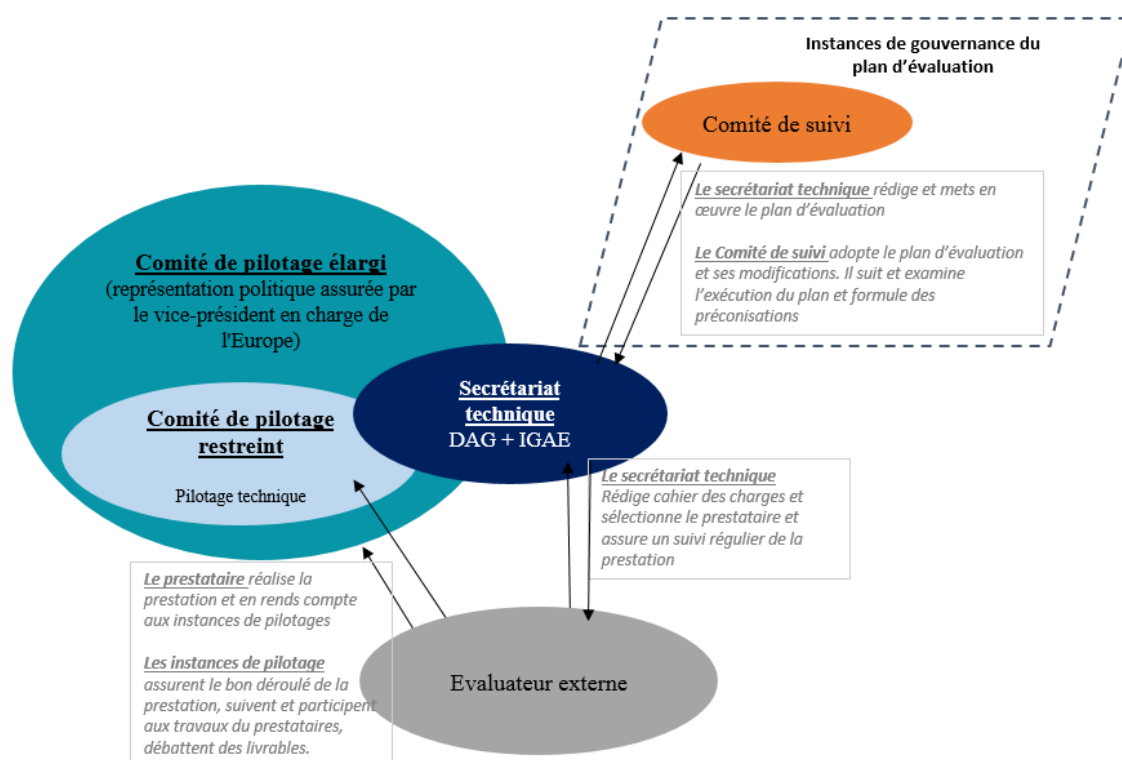 Instances de gouvernance du
plan d’évaluation
Comité de suivi
Le secrétariat technique rédige et mets en
œuvre le plan d’évaluation
Le Comité de suivi adopte le plan d’évaluation
et ses modifications. Il suit et examine
l’exécution du plan et formule des
préconisations
Comité de pilotage élargi
(représentation politique assurée par
le vice-président en charge de
l'Europe)
Secrétariat
technique
DAG + IGAE
Comité de pilotage
restreint
Pilotage technique
Le secrétariat technique
Rédige cahier des charges et
sélectionne le prestataire et
assure un suivi régulier de la
prestation
Le prestataire réalise la
prestation et en rends compte
aux instances de pilotages
Les instances de pilotage
assurent le bon déroulé de la
prestation, suivent et participent
aux travaux du prestataires,
débattent des livrables.
Evaluateur externe